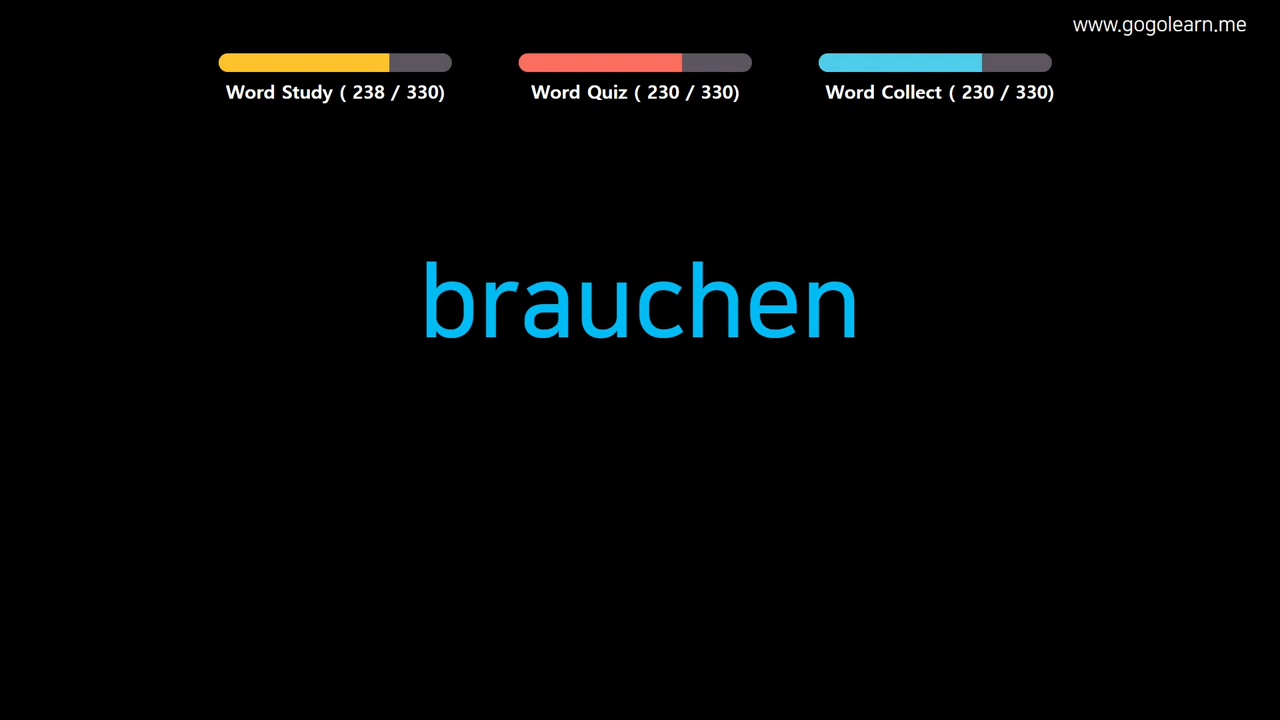 www.gogolearn.me
Word Study ( 238 / 330)
Word Quiz ( 230 / 330)
Word Collect ( 230 / 330)
brauchen